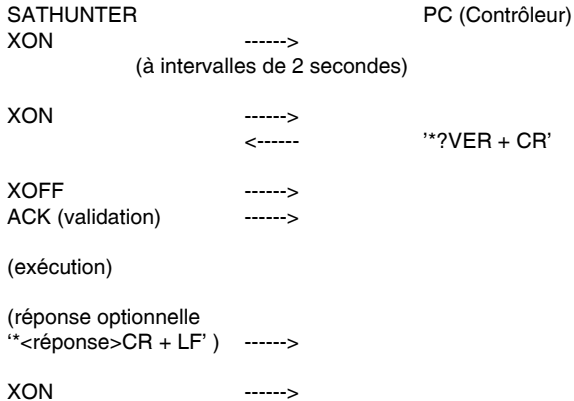 SATHUNTER PC (Contrôleur)
XON ------>
(à intervalles de 2 secondes)
XON ------>
<------ '*?VER + CR'
XOFF ------>
ACK (validation) ------>
(exécution)
(réponse optionnelle
‘*<réponse>CR + LF’ ) ------>
XON ------>